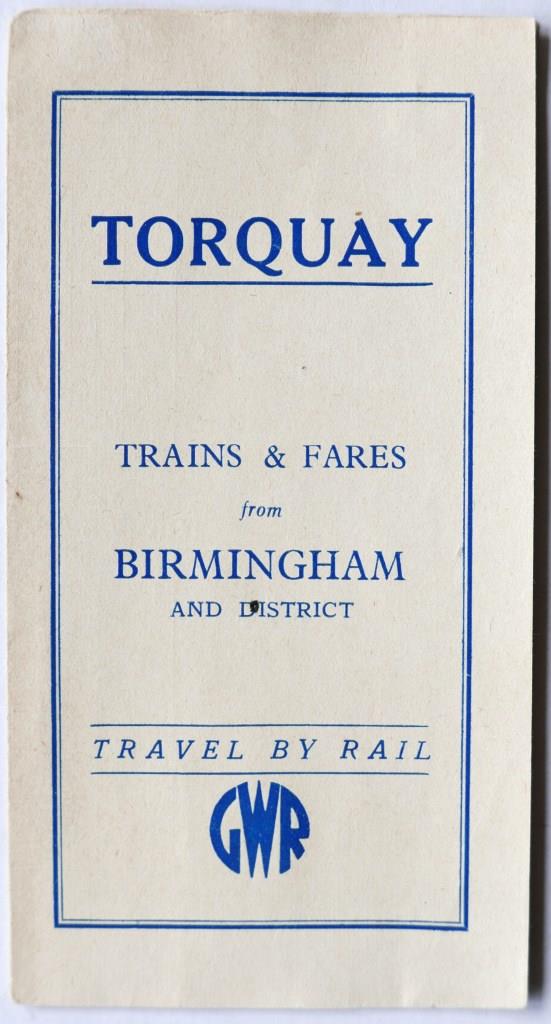 TORQUAY
TRAINS & FARES
from
BIRMINGHAM
AND DISTRICT
TRAVEL BY RAIL
GWR